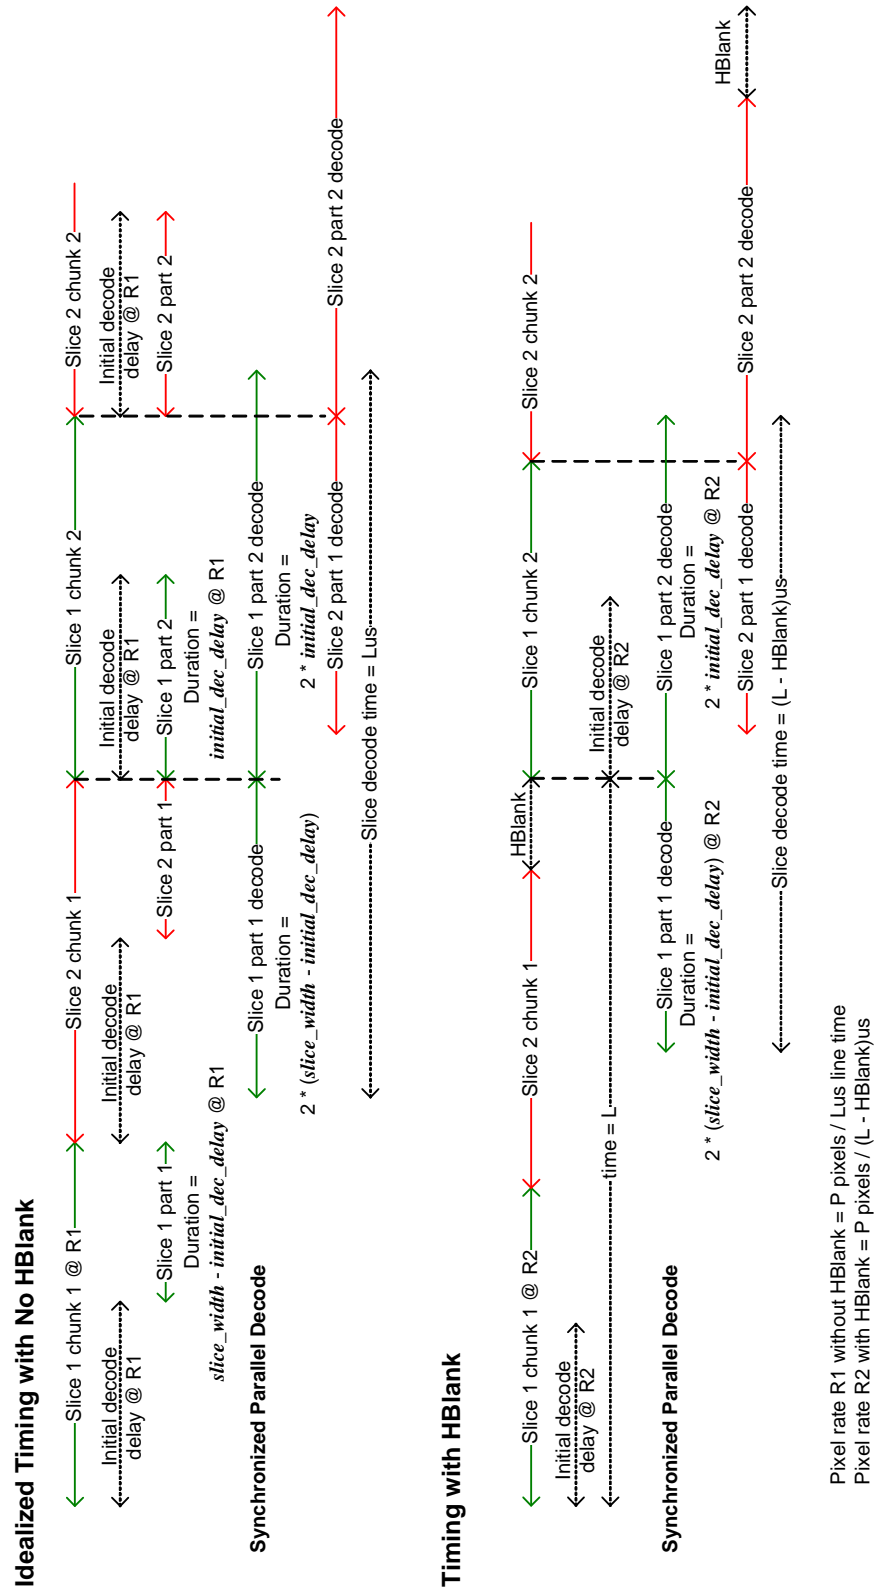 Idealized Timing with No HBlank
Slice 1 chunk 1 @ R1
Slice 2 chunk 1
Slice 1 chunk 2
Slice 2 chunk 2
Initial decode
delay @ R1
Initial decode
delay @ R1
Initial decode
delay @ R1
Initial decode
delay @ R1
Slice 1 part 1
Duration =
slice_width - initial_dec_delay @ R1
Slice 2 part 1
Slice 1 part 2
Duration =
initial_dec_delay @ R1
Slice 2 part 2
Synchronized Parallel Decode
Slice 1 part 1 decode
Duration =
2 * (slice_width - initial_dec_delay)
Slice 1 part 2 decode
Duration =
2 * initial_dec_delay
Slice 2 part 1 decode
Slice 2 part 2 decode
Slice decode time = Lus
Timing with HBlank
Slice 1 chunk 1 @ R2
Slice 2 chunk 1
HBlank
Slice 1 chunk 2
Slice 2 chunk 2
Initial decode
delay @ R2
Initial decode
delay @ R2
time = L
Synchronized Parallel Decode
Slice 1 part 1 decode
Duration =
2 * (slice_width - initial_dec_delay) @ R2
Slice 1 part 2 decode
Duration =
2 * initial_dec_delay @ R2
Slice 2 part 1 decode
Slice 2 part 2 decode
HBlank
Slice decode time = (L - HBlank)us
Pixel rate R1 without HBlank = P pixels / Lus line time
Pixel rate R2 with HBlank = P pixels / (L - HBlank)us